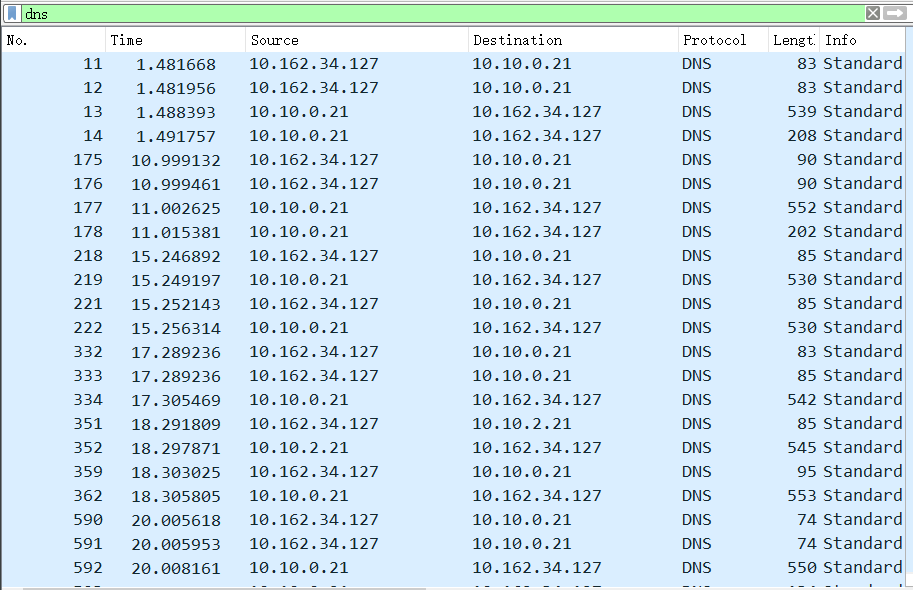 dns
No. Time Source Destination Protocol Lengt Info
11 1.481668 10.162.34.127 10.10.0.21 DNS 83 Standard
12 1.481956 10.162.34.127 10.10.0.21 DNS 83 Standard
13 1.488393 10.10.0.21 10.162.34.127 DNS 539 Standard
14 1.491757 10.10.0.21 10.162.34.127 DNS 208 Standard
175 10.999132 10.162.34.127 10.10.0.21 DNS 90 Standard
176 10.999461 10.162.34.127 10.10.0.21 DNS 90 Standard
177 11.002625 10.10.0.21 10.162.34.127 DNS 552 Standard
178 11.015381 10.10.0.21 10.162.34.127 DNS 202 Standard
218 15.246892 10.162.34.127 10.10.0.21 DNS 85 Standard
219 15.249197 10.10.0.21 10.162.34.127 DNS 530 Standard
221 15.252143 10.162.34.127 10.10.0.21 DNS 85 Standard
222 15.256314 10.10.0.21 10.162.34.127 DNS 530 Standard
332 17.289236 10.162.34.127 10.10.0.21 DNS 83 Standard
333 17.289236 10.162.34.127 10.10.0.21 DNS 85 Standard
334 17.305469 10.10.0.21 10.162.34.127 DNS 542 Standard
351 18.291809 10.162.34.127 10.10.2.21 DNS 85 Standard
352 18.297871 10.10.2.21 10.162.34.127 DNS 545 Standard
359 18.303025 10.162.34.127 10.10.0.21 DNS 95 Standard
362 18.305805 10.10.0.21 10.162.34.127 DNS 553 Standard
590 20.005618 10.162.34.127 10.10.0.21 DNS 74 Standard
591 20.005953 10.162.34.127 10.10.0.21 DNS 74 Standard
592 20.008161 10.10.0.21 10.162.34.127 DNS 550 Standard